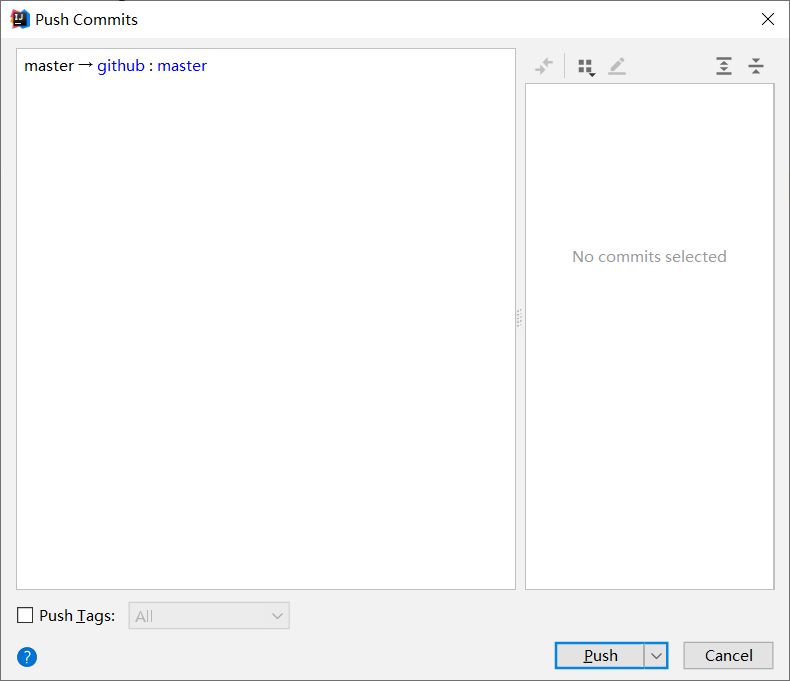 Push Commits
master → github : master
No commits selected
Push Tags: All
?
Push
Cancel